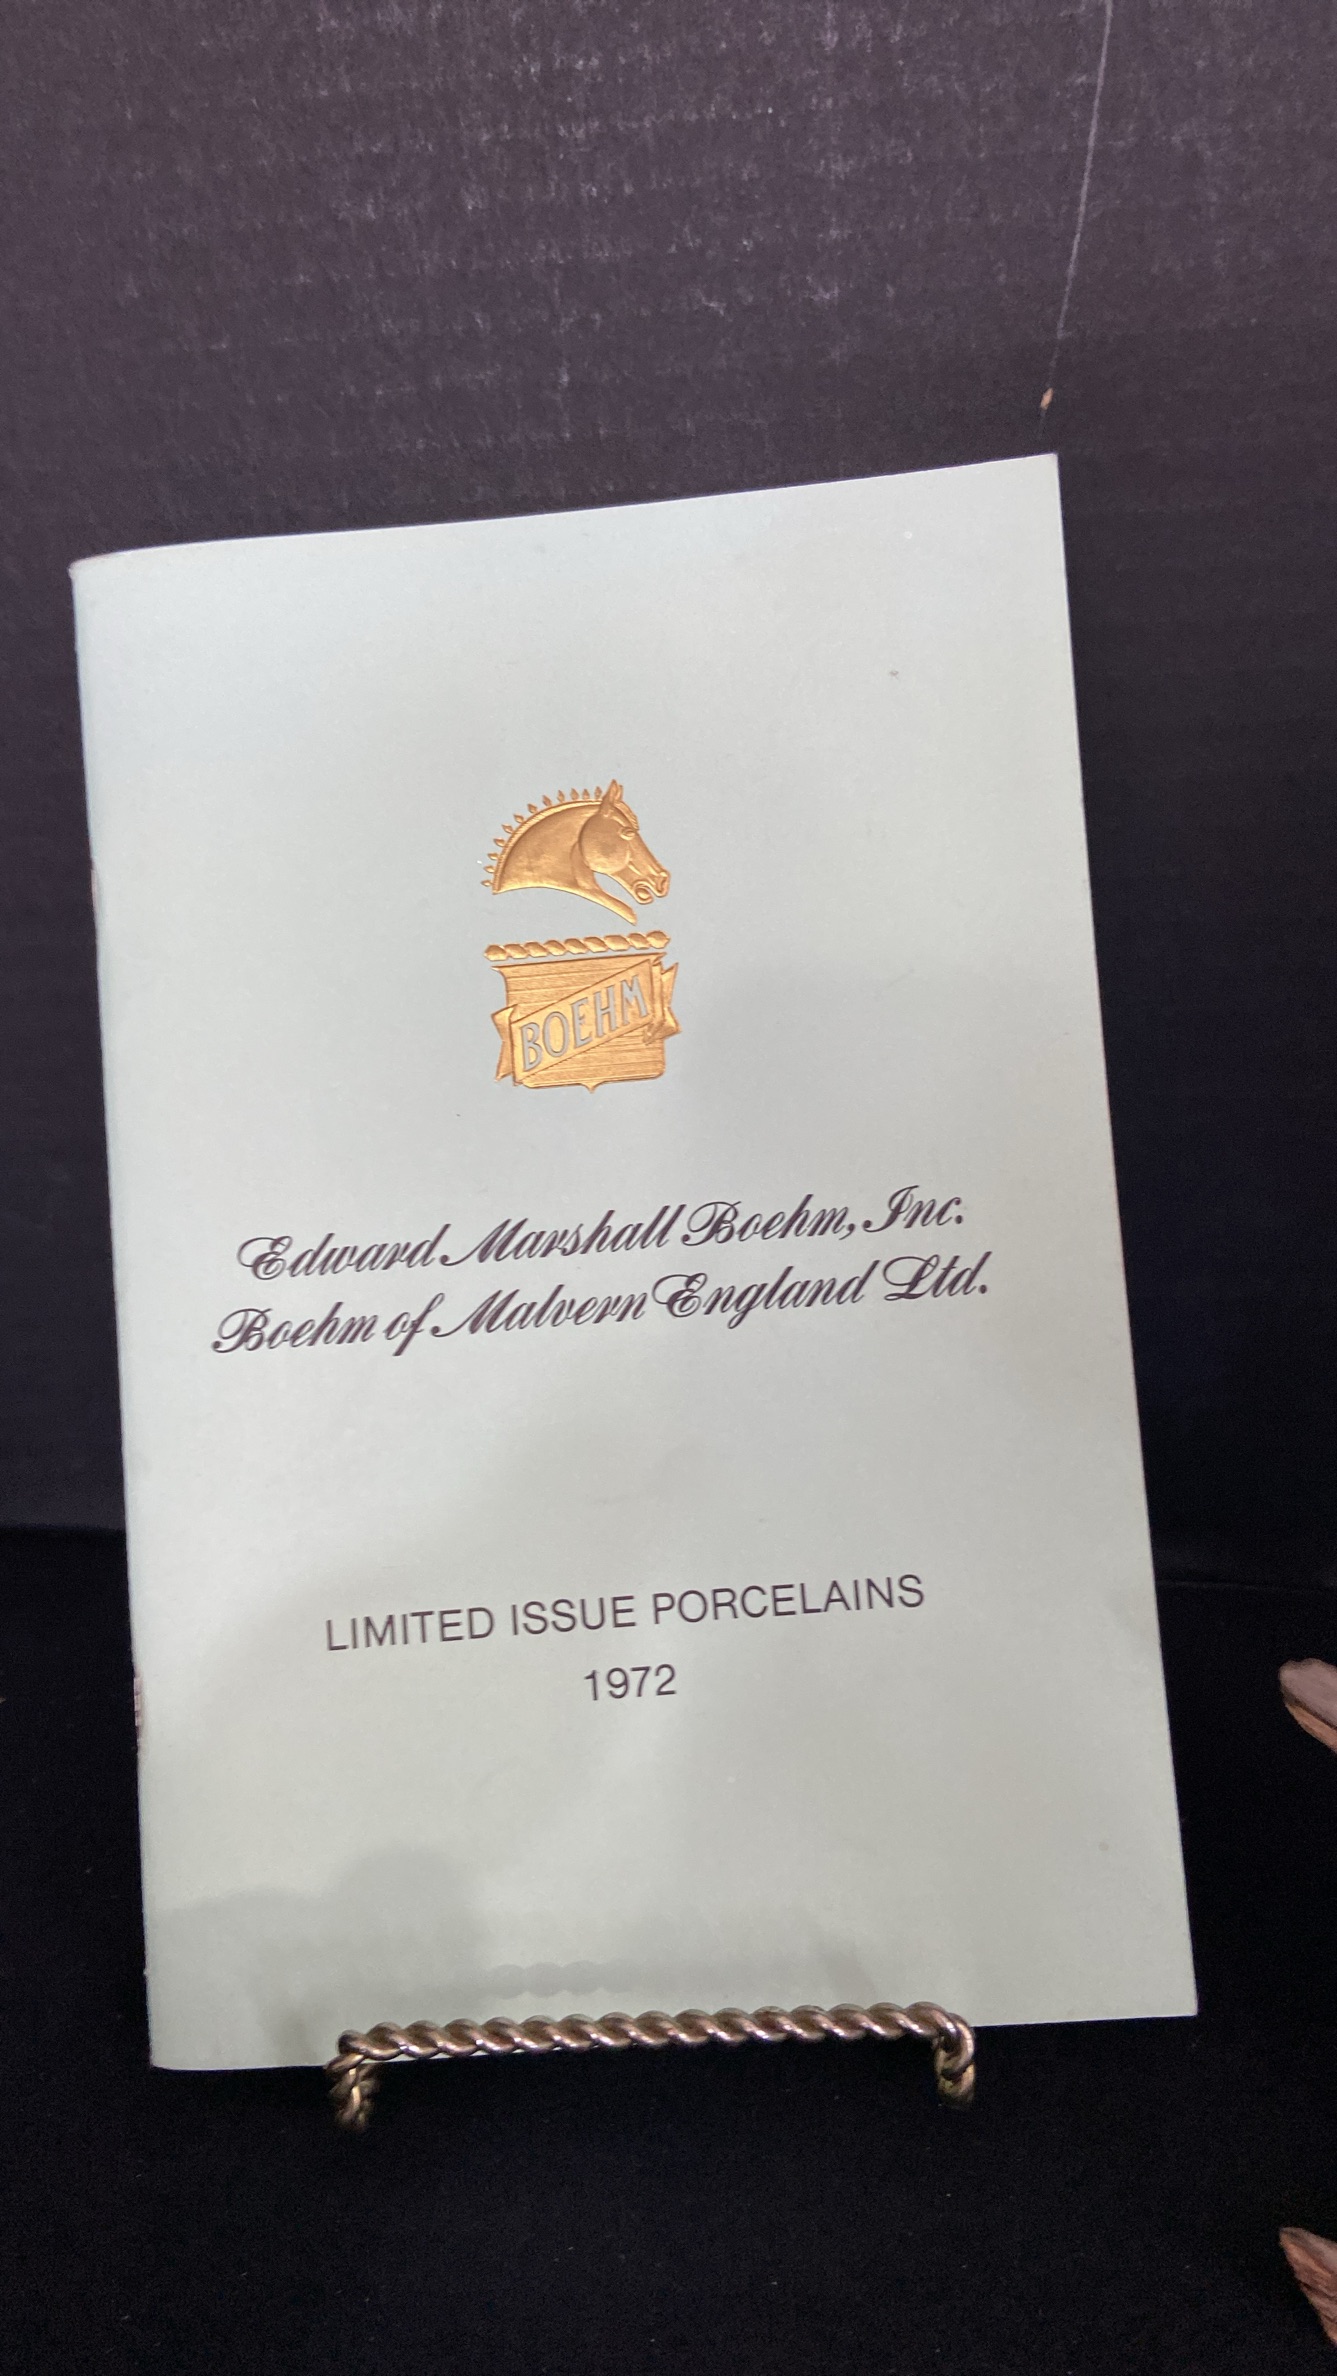 BOEHM
Edward Marshall Boehm, Inc.
Boehm of Malvern England Ltd.
LIMITED ISSUE PORCELAINS
1972